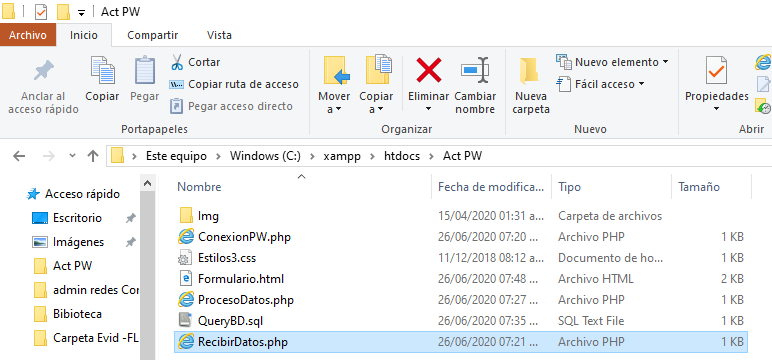 Act PW
Archivo Inicio Compartir Vista
Anclar al acceso rápido
Copiar
Pegar
Cortar
Copiar ruta de acceso
Pegar acceso directo
Mover a
Copiar a
Eliminar
Cambiar nombre
Nueva carpeta
Nuevo elemento
Fácil acceso
Propiedades
Portapapeles Organizar Nuevo Abrir
Este equipo > Windows (C:) > xampp > htdocs > Act PW
Acceso rápido
Escritorio
Imágenes
Act PW
admin redes Cor
Bibioteca
Carpeta Evid -FL
Nombre Fecha de modifica... Tipo Tamaño
Img 15/04/2020 01:31 a... Carpeta de archivos
ConexionPW.php 26/06/2020 07:20 ... Archivo PHP 1 KB
Estilos3.css 11/12/2018 08:12 a... Documento de ho... 1 KB
Formulario.html 26/06/2020 07:48 ... Archivo HTML 2 KB
ProcesoDatos.php 26/06/2020 07:27 ... Archivo PHP 1 KB
QueryBD.sql 26/06/2020 07:35 ... SQL Text File 1 KB
RecibirDatos.php 26/06/2020 07:21 ... Archivo PHP 1 KB